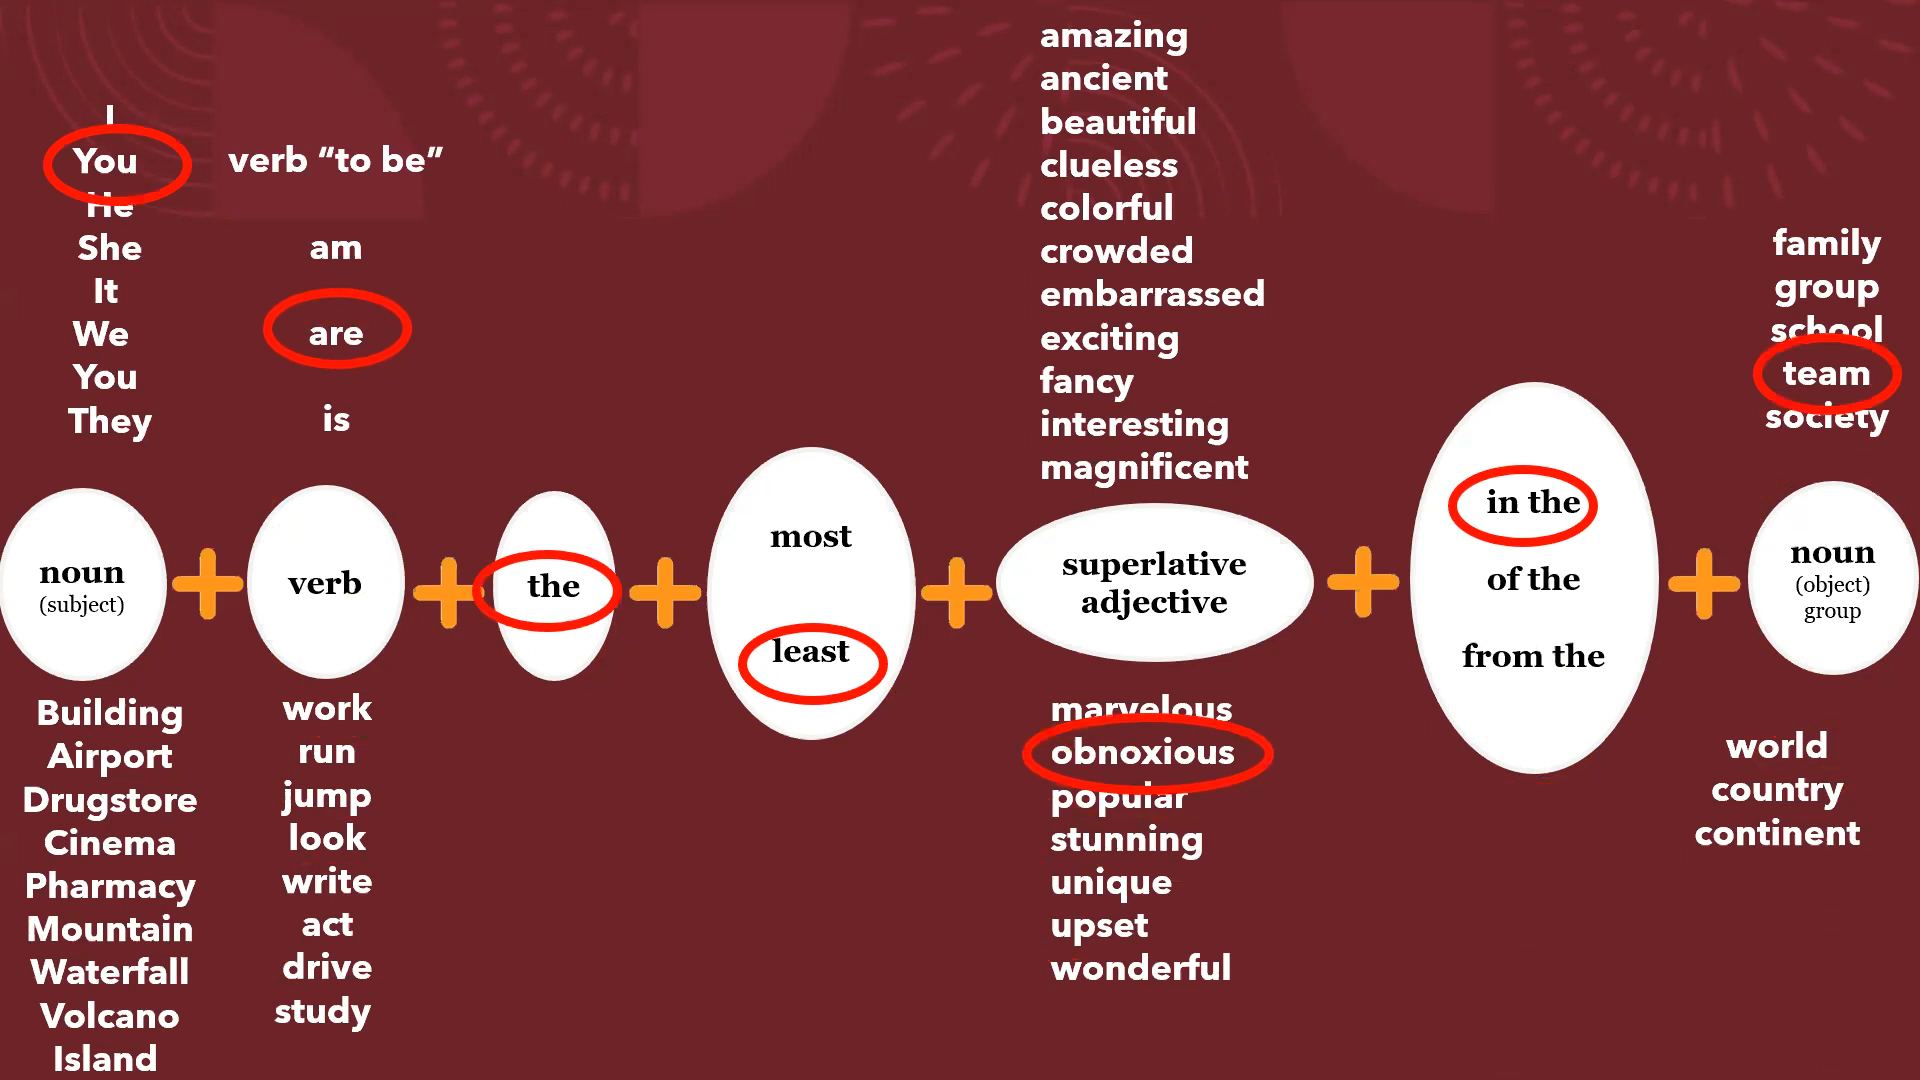 I
You
He
She
It
We
You
They
verb “to be”
am
are
is
amazing
ancient
beautiful
clueless
colorful
crowded
embarrassed
exciting
fancy
interesting
magnificent
family
group
school
team
society
noun
(subject)
verb
the
most
least
superlative
adjective
in the
of the
from the
noun
(object)
group
Building
Airport
Drugstore
Cinema
Pharmacy
Mountain
Waterfall
Volcano
Island
work
run
jump
look
write
act
drive
study
marvelous
obnoxious
popular
stunning
unique
upset
wonderful
world
country
continent